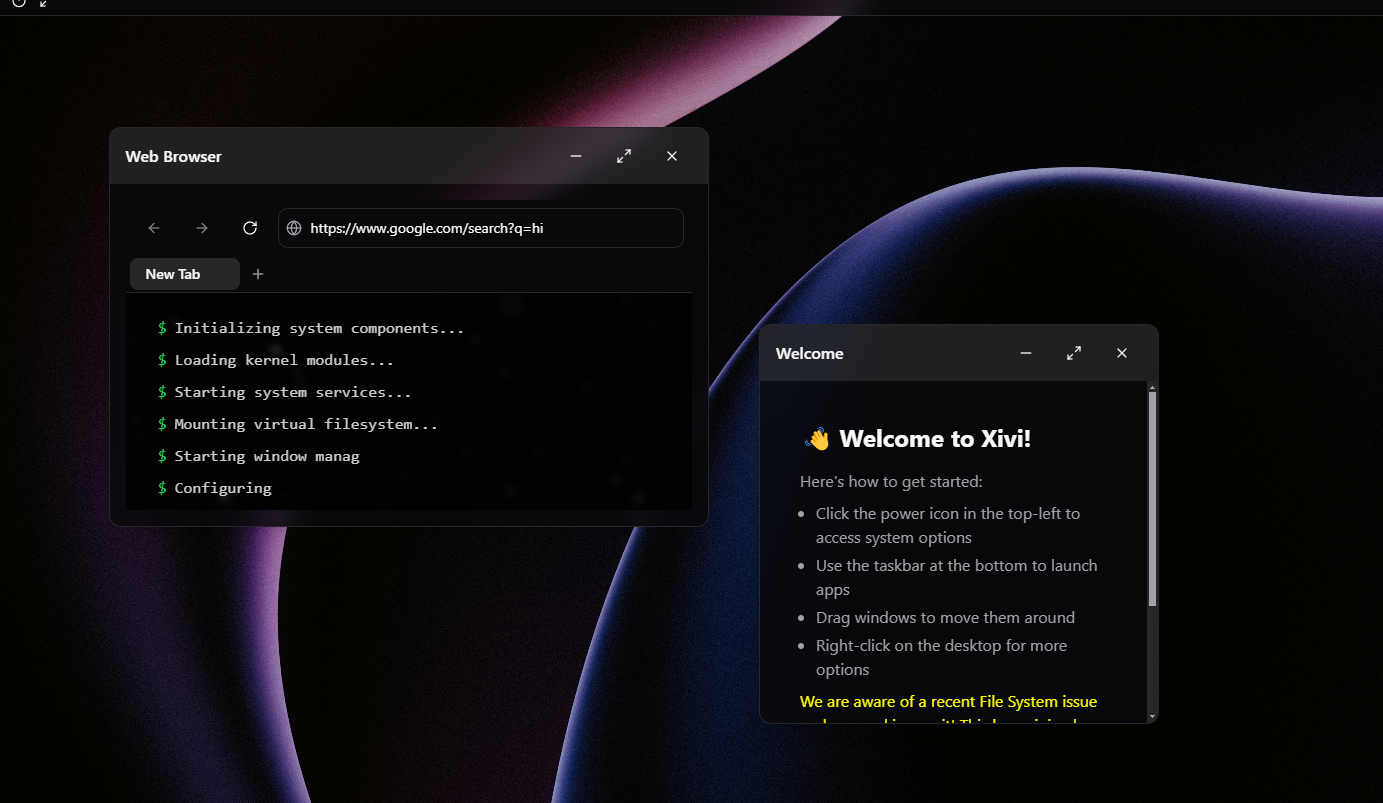 Web Browser
https://www.google.com/search?q=hi
New Tab
$ Initializing system components...
$ Loading kernel modules...
$ Starting system services...
$ Mounting virtual filesystem...
$ Starting window manag
$ Configuring
Welcome
👋 Welcome to Xivi!
Here's how to get started:
• Click the power icon in the top-left to
access system options
• Use the taskbar at the bottom to launch
apps
• Drag windows to move them around
• Right-click on the desktop for more
options
We are aware of a recent File System issue